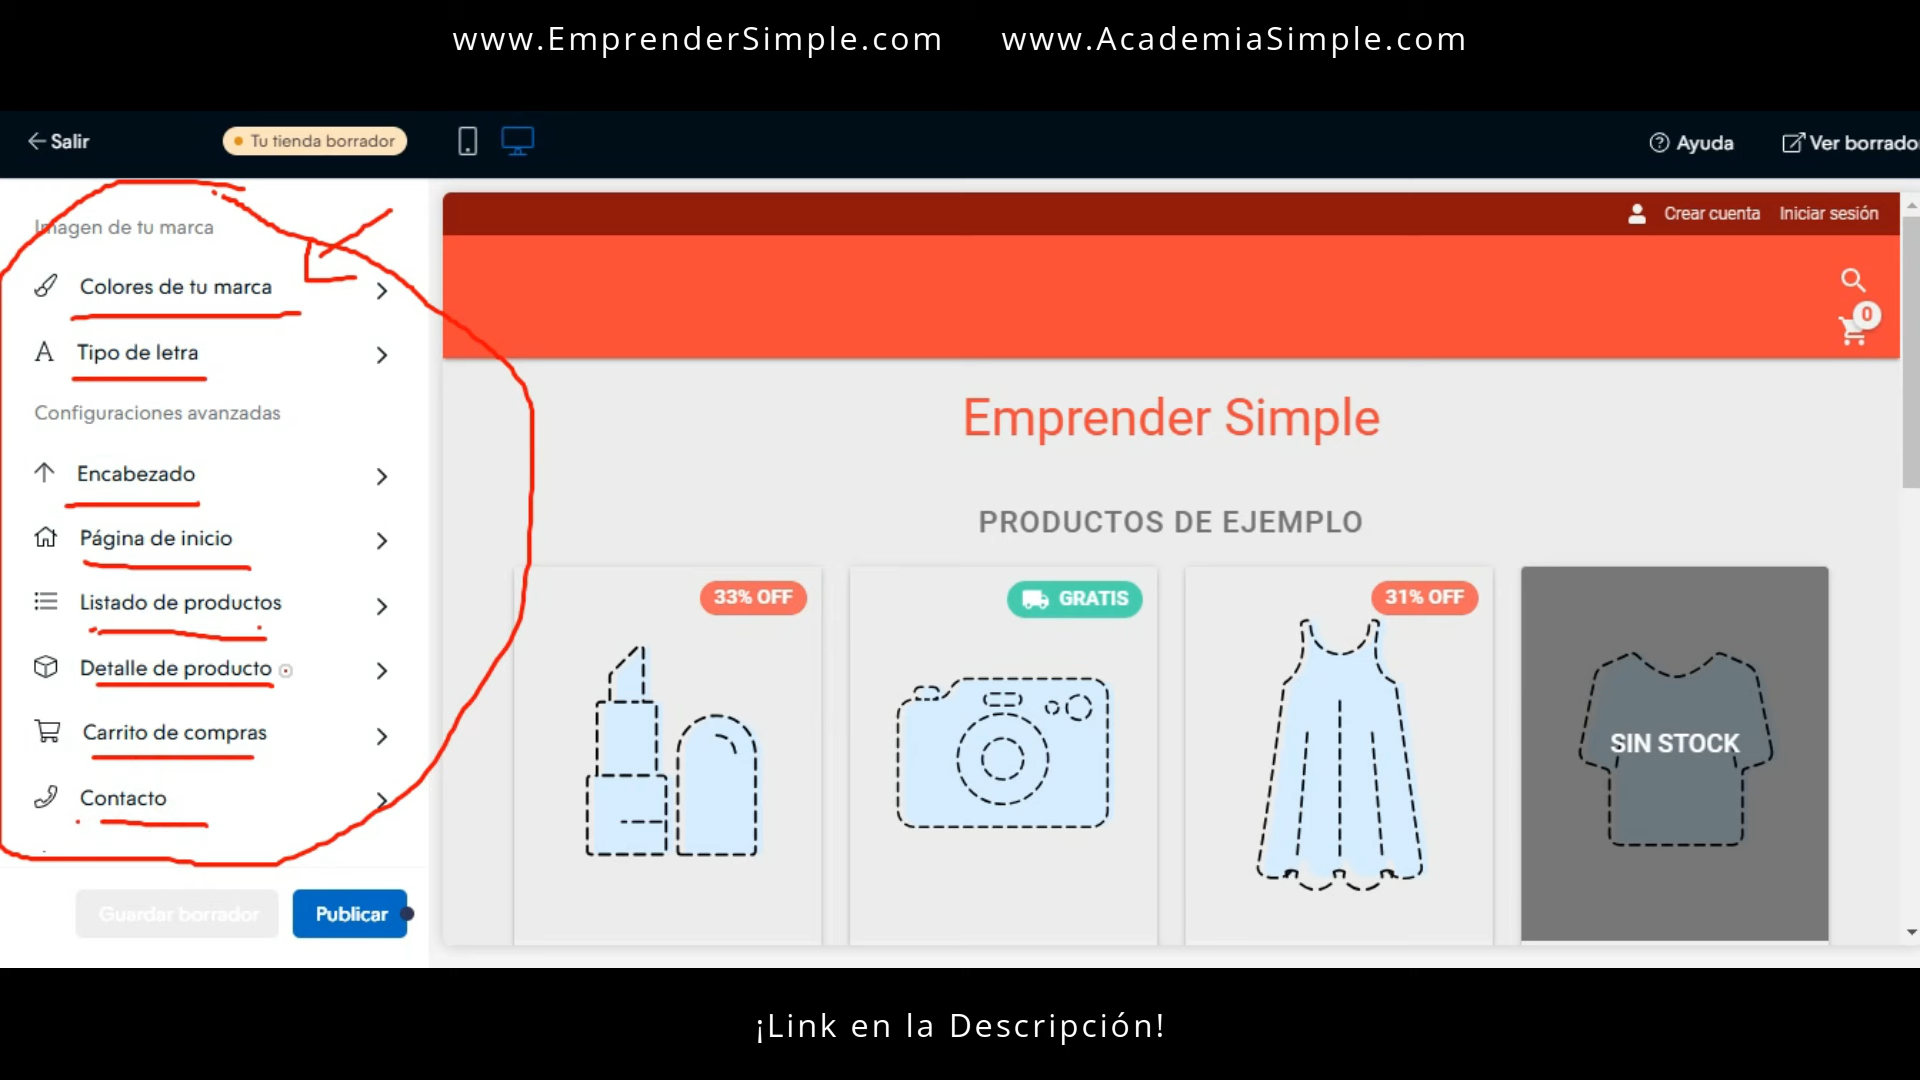 www.EmprenderSimple.com www.AcademiaSimple.com
Salir
Tu tienda borrador
Ayuda
Ver borrado
Imagen de tu marca
Colores de tu marca
Tipo de letra
Configuraciones avanzadas
Encabezado
Página de inicio
Listado de productos
Detalle de producto
Carrito de compras
Contacto
Guardar borrador
Publicar
Crear cuenta Iniciar sesión
0
Emprender Simple
PRODUCTOS DE EJEMPLO
33% OFF
GRATIS
31% OFF
SIN STOCK
¡Link en la Descripción!